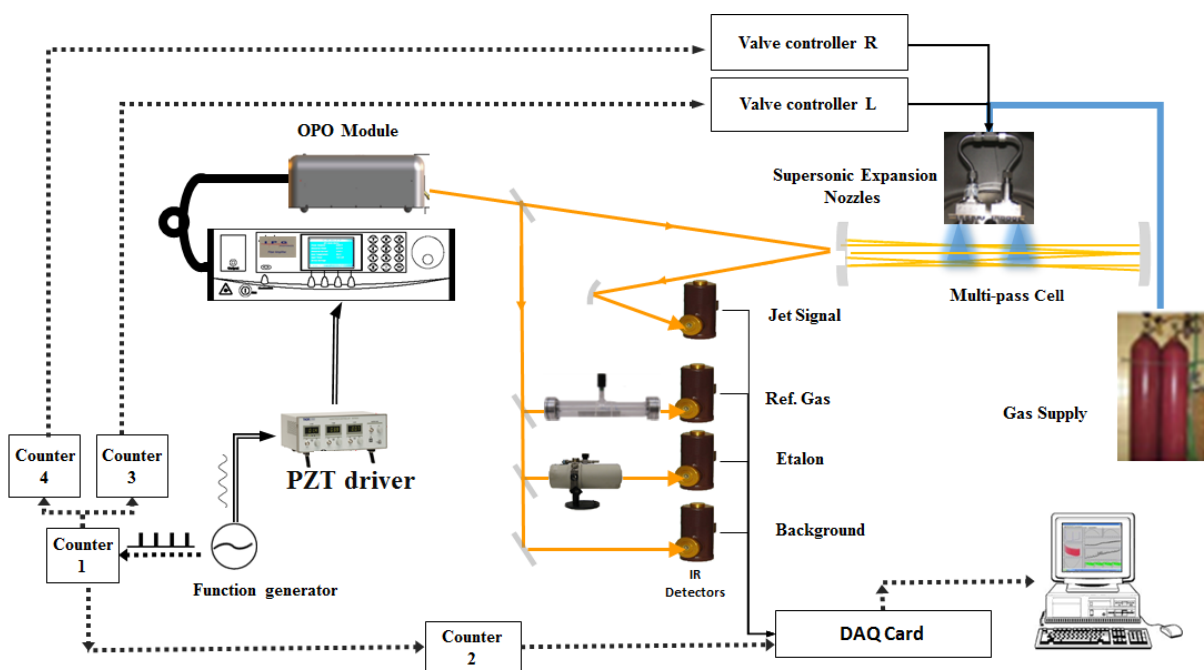 Valve controller R
Valve controller L
OPO Module
Supersonic Expansion
Nozzles
Multi-pass Cell
Jet Signal
Ref. Gas
Gas Supply
Etalon
Counter
4
Counter
3
PZT driver
Background
Counter
1
Function generator
IR
Detectors
Counter
2
DAQ Card